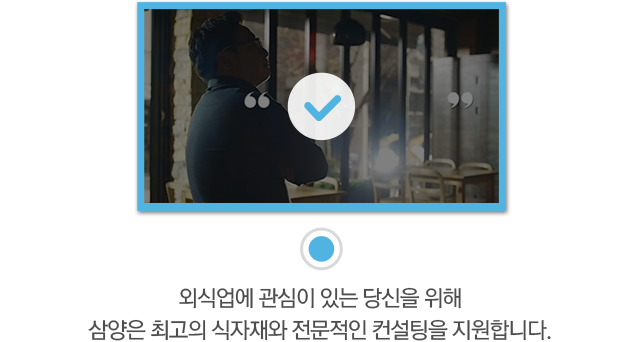 외식업에 관심이 있는 당신을 위해
삼양은 최고의 식자재와 전문적인 컨설팅을 지원합니다.